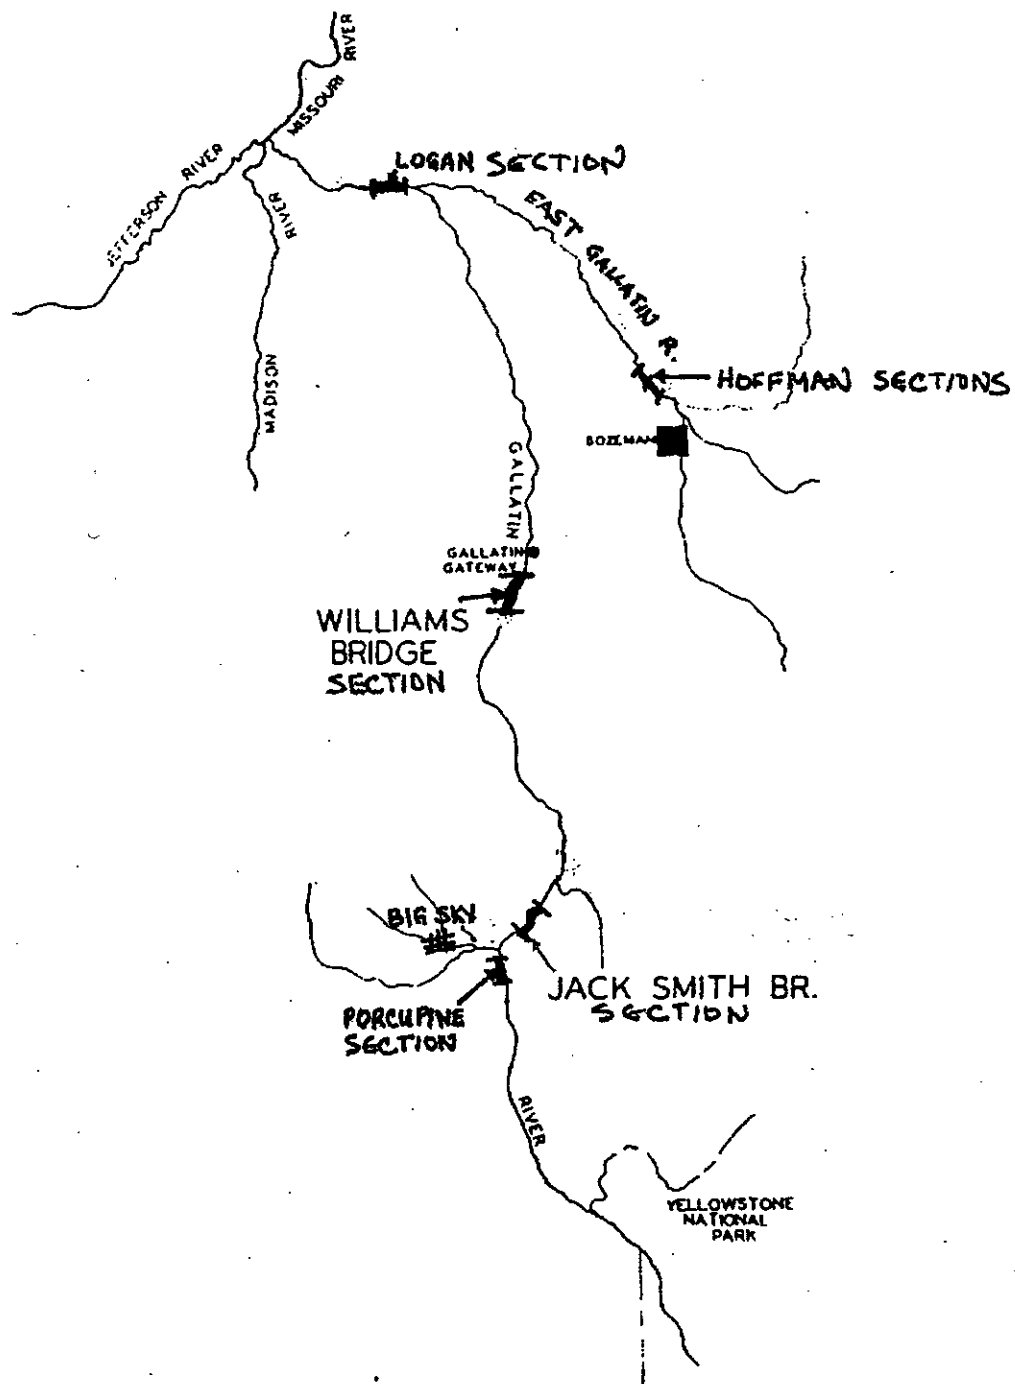 MISSOURI RIVER
JEFFERSON RIVER
MADISON RIVER
LOGAN SECTION
EAST GALLATIN R.
HOFFMAN SECTIONS
BOZEMAN
GALLATIN
GALLATIN
GATEWAY
WILLIAMS
BRIDGE
SECTION
BIG SKY
JACK SMITH BR.
SECTION
PORCUPINE
SECTION
RIVER
YELLOWSTONE
NATIONAL
PARK